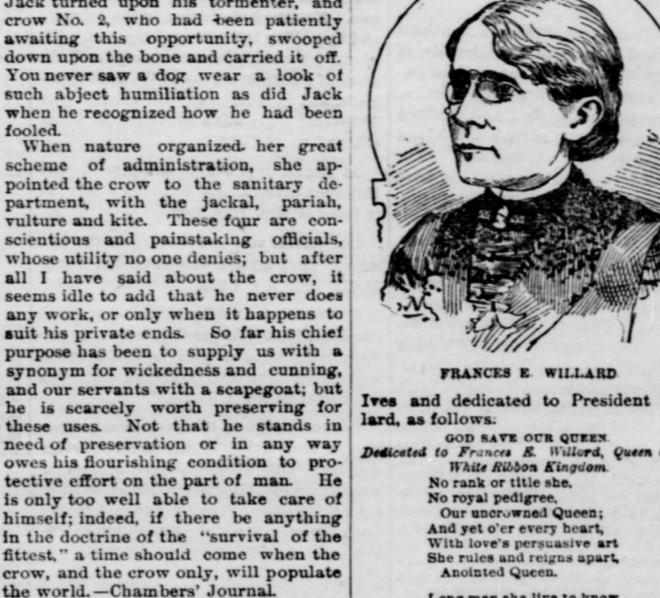 Jack turned upon his tormenter, and
crow No. 2, who had been patiently
awaiting this opportunity, swooped
down upon the bone and carried it off.
You never saw a dog wear a look of
such abject humiliation as did Jack
when he recognized how he had been
fooled.
When nature organized her great
scheme of administration, she ap-
pointed the crow to the sanitary de-
partment, with the jackal, pariah,
vulture and kite. These four are con-
scientious and painstaking officials,
whose utility no one denies; but after
all I have said about the crow, it
seems idle to add that he never does
any work, or only when it happens to
suit his private ends. So far his chief
purpose has been to supply us with a
synonym for wickedness and cunning,
and our servants with a scapegoat; but
he is scarcely worth preserving for
these uses. Not that he stands in
need of preservation or in any way
owes his flourishing condition to pro-
tective effort on the part of man. He
is only too well able to take care of
himself; indeed, if there be anything
in the doctrine of the "survival of the
fittest," a time should come when the
crow, and the crow only, will populate
the world.—Chambers' Journal.
FRANCES E. WILLARD
Ives and dedicated to President
lard, as follows:
GOD SAVE OUR QUEEN.
Dedicated to Frances E. Willard, Queen
White Ribbon Kingdom.
No rank or title she,
No royal pedigree,
Our uncrowned Queen;
And yet o'er every heart,
With love's persuasive art
She rules and reigns apart,
Anointed Queen.
Long may she live to know